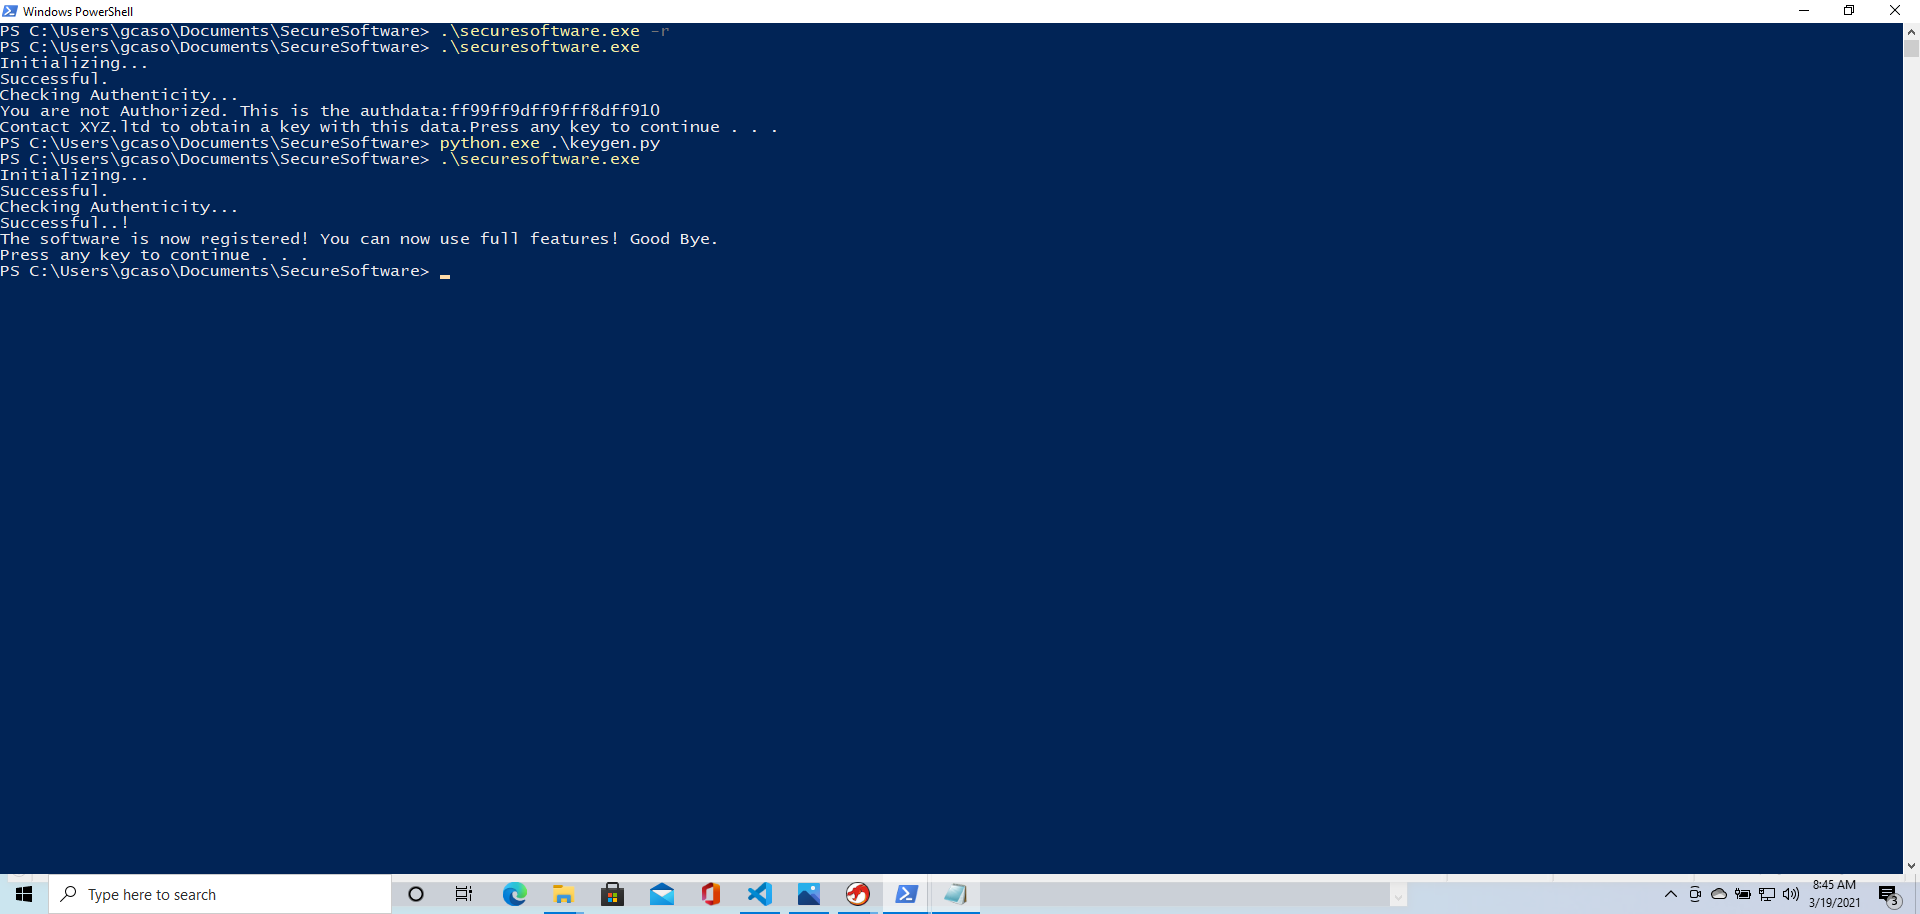 Windows PowerShell
PS C:\Users\gcaso\Documents\SecureSoftware> .\securesoftware.exe -r
PS C:\Users\gcaso\Documents\SecureSoftware> .\securesoftware.exe
Initializing...
Successful.
Checking Authenticity...
You are not Authorized. This is the authdata:ff99ff9dff9fff8dff910
Contact XYZ.ltd to obtain a key with this data.Press any key to continue . . .
PS C:\Users\gcaso\Documents\SecureSoftware> python.exe .\keygen.py
PS C:\Users\gcaso\Documents\SecureSoftware> .\securesoftware.exe
Initializing...
Successful.
Checking Authenticity...
Successful..!
The software is now registered! You can now use full features! Good Bye.
Press any key to continue . . .
PS C:\Users\gcaso\Documents\SecureSoftware>
Type here to search
8:45 AM
3/19/2021
3